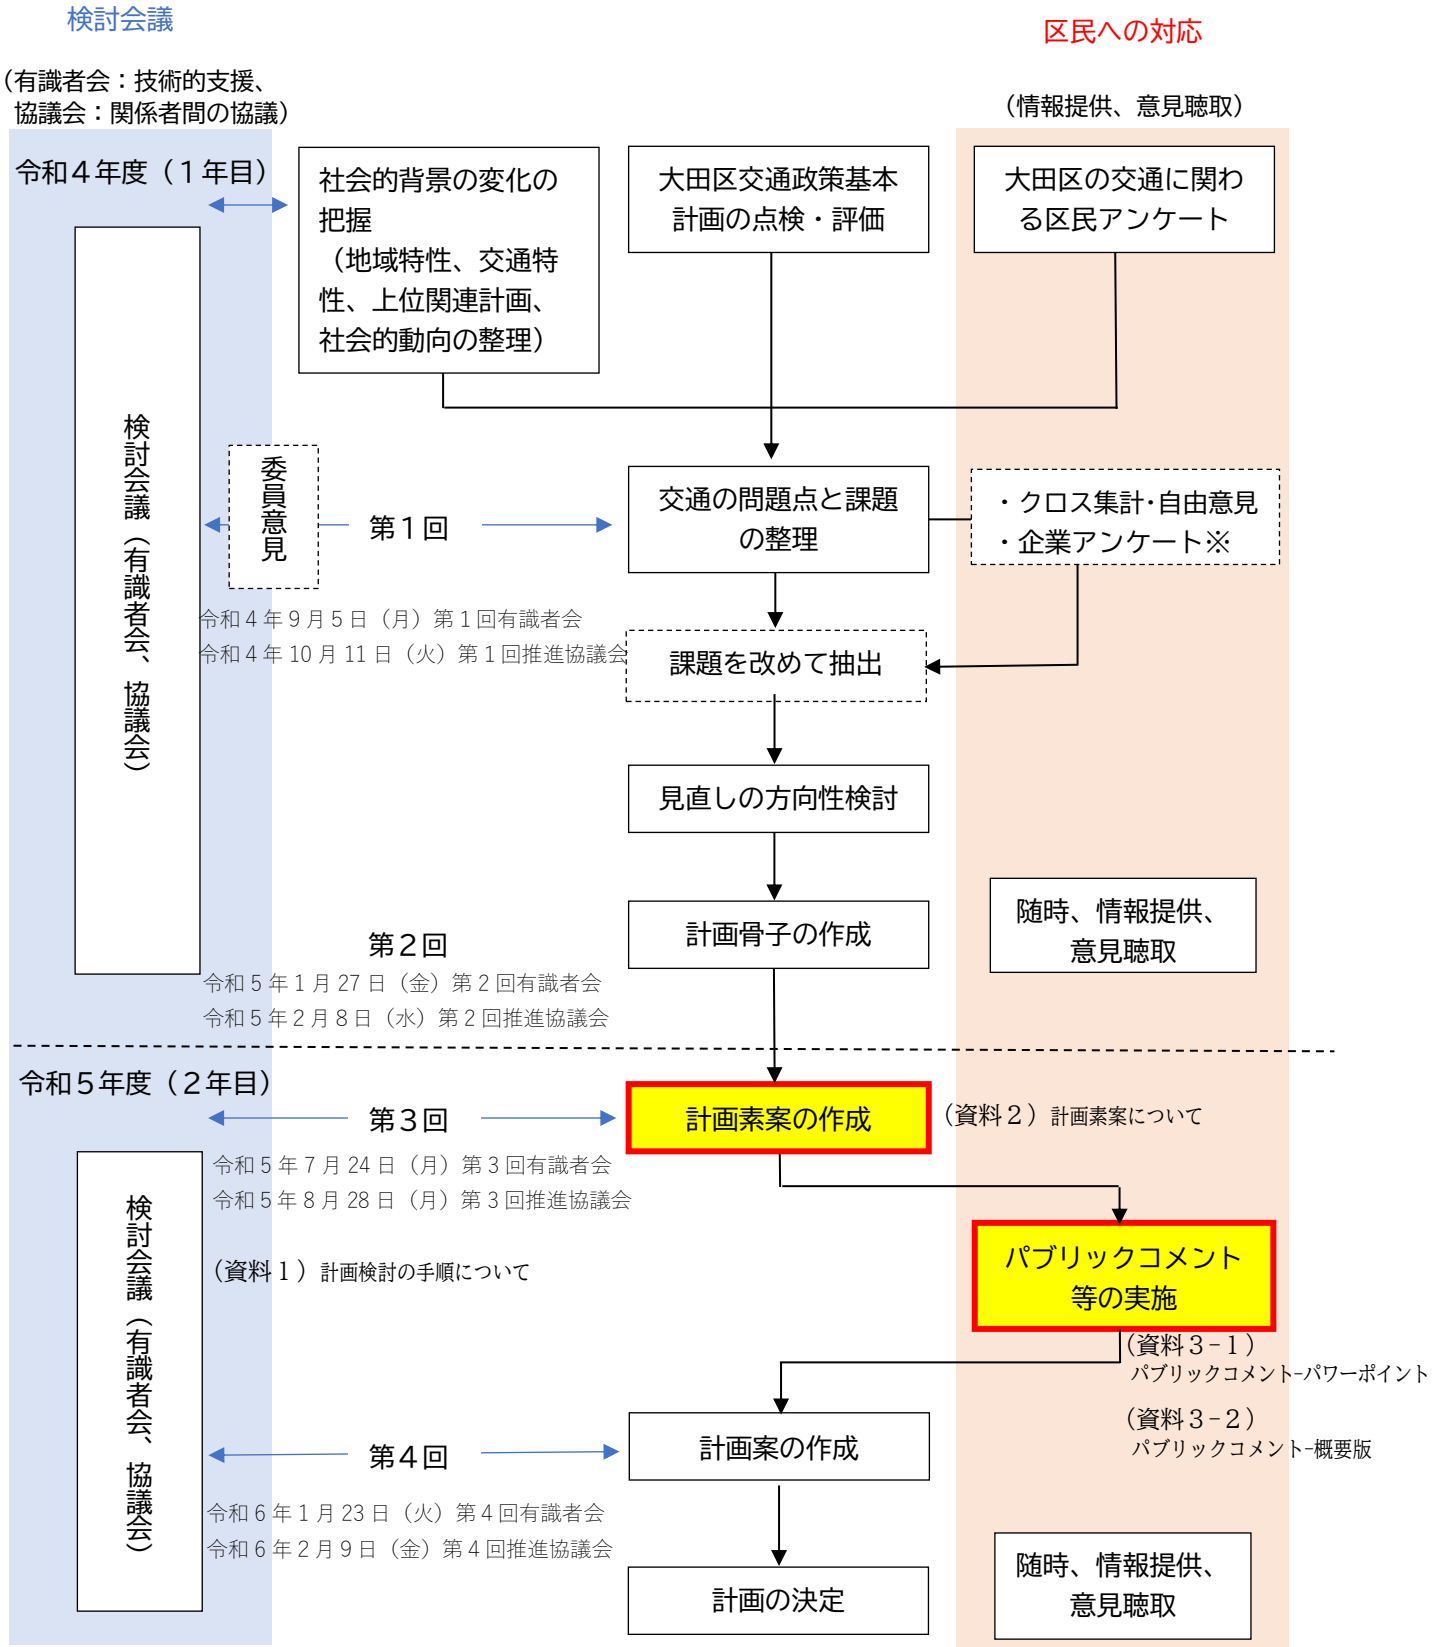 検討会議
区民への対応
（有識者会：技術的支援、
協議会：関係者間の協議）
（情報提供、意見聴取）
令和４年度（１年目）
社会的背景の変化の
把握
（地域特性、交通特
性、上位関連計画、
社会的動向の整理）
大田区交通政策基本
計画の点検・評価
大田区の交通に関わ
る区民アンケート
検討会議（有識者会、協議会）
委員意見
第１回
交通の問題点と課題
の整理
・クロス集計･自由意見
・企業アンケート※
令和４年９月５日（月）第１回有識者会
令和４年10月11日（火）第１回推進協議会
課題を改めて抽出
見直しの方向性検討
計画骨子の作成
随時、情報提供、
意見聴取
第２回
令和５年１月27日（金）第２回有識者会
令和５年２月８日（水）第２回推進協議会
令和５年度（２年目）
第３回
計画素案の作成
（資料２）計画素案について
令和５年７月24日（月）第３回有識者会
令和５年８月28日（月）第３回推進協議会
検討会議（有識者会、協議会）
（資料１）計画検討の手順について
パブリックコメント
等の実施
（資料３-１）
パブリックコメント-パワーポイント
（資料３-２）
パブリックコメント-概要版
第４回
計画案の作成
令和６年１月23日（火）第４回有識者会
令和６年２月９日（金）第４回推進協議会
計画の決定
随時、情報提供、
意見聴取